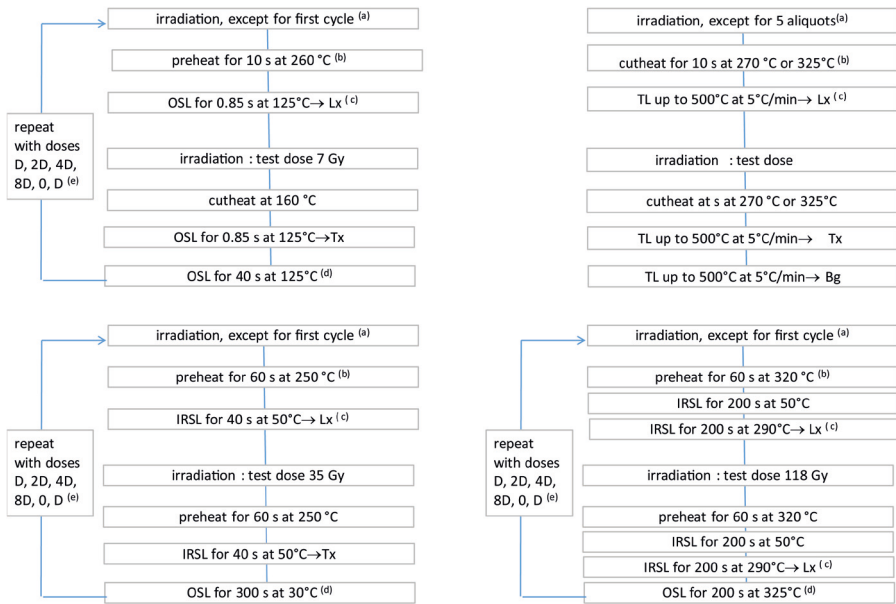 irradiation, except for first cycle (a)
preheat for 10 s at 260 °C (b)
OSL for 0.85 s at 125°C→ Lx (c)
repeat
with doses
D, 2D, 4D,
8D, 0, D (e)
irradiation : test dose 7 Gy
cutheat at 160 °C
OSL for 0.85 s at 125°C→Tx
OSL for 40 s at 125°C (d)
irradiation, except for 5 aliquots(a)
cutheat for 10 s at 270 °C or 325°C (b)
TL up to 500°C at 5°C/min→ Lx (c)
irradiation : test dose
cutheat at s at 270 °C or 325°C
TL up to 500°C at 5°C/min→ Tx
TL up to 500°C at 5°C/min→ Bg
irradiation, except for first cycle (a)
preheat for 60 s at 250 °C (b)
IRSL for 40 s at 50°C→ Lx (c)
repeat
with doses
D, 2D, 4D,
8D, 0, D (e)
irradiation : test dose 35 Gy
preheat for 60 s at 250°C
IRSL for 40 s at 50°C→Tx
OSL for 300 s at 30°C (d)
irradiation, except for first cycle (a)
preheat for 60 s at 320 °C (b)
IRSL for 200 s at 50°C
IRSL for 200 s at 290°C→ Lx (c)
repeat
with doses
D, 2D, 4D,
8D, 0, D (e)
irradiation : test dose 118 Gy
preheat for 60 s at 320°C
IRSL for 200 s at 50°C
IRSL for 200 s at 290°C→ Lx (c)
OSL for 200 s at 325°C (d)